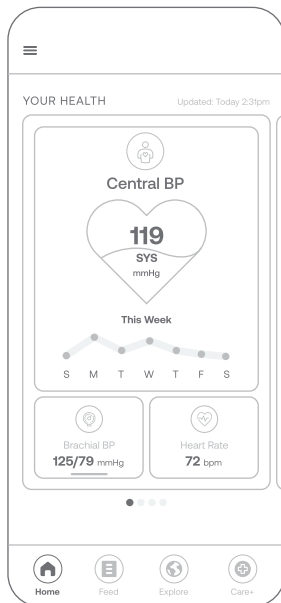 YOUR HEALTH Updated: Today 2:31pm
Central BP
119
SYS
mmHg
This Week
S M T W T F S
Brachial BP
125/79 mmHg
Heart Rate
72 bpm
Home Feed Explore Care+